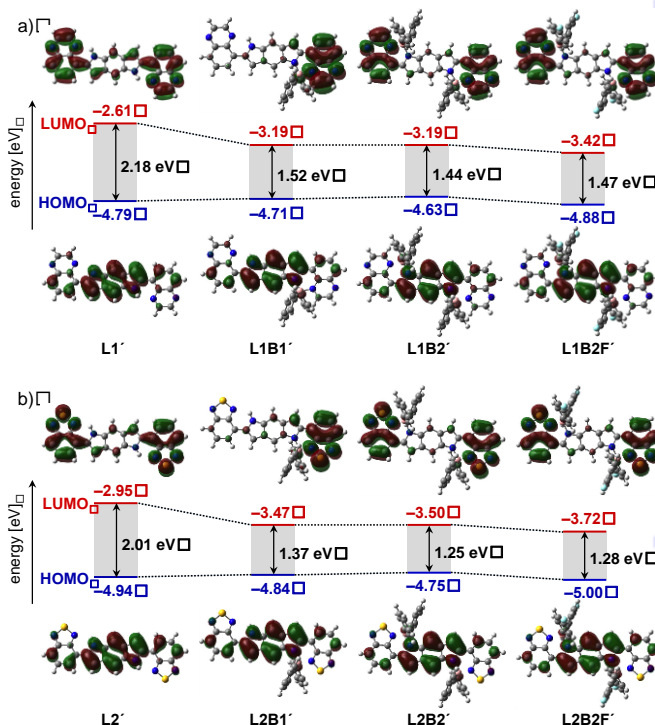 a)
−2.61 □
−3.19 □
−3.19 □
−3.42 □
LUMO □
2.18 eV □
1.52 eV □
1.44 eV □
1.47 eV □
energy [eV] □
HOMO □
−4.79 □
−4.71 □
−4.63 □
−4.88 □
L1´
L1B1´
L1B2´
L1B2F´
b)
−2.95 □
−3.47 □
−3.50 □
−3.72 □
LUMO □
2.01 eV □
1.37 eV □
1.25 eV □
1.28 eV □
energy [eV] □
HOMO □
−4.94 □
−4.84 □
−4.75 □
−5.00 □
L2´
L2B1´
L2B2´
L2B2F´